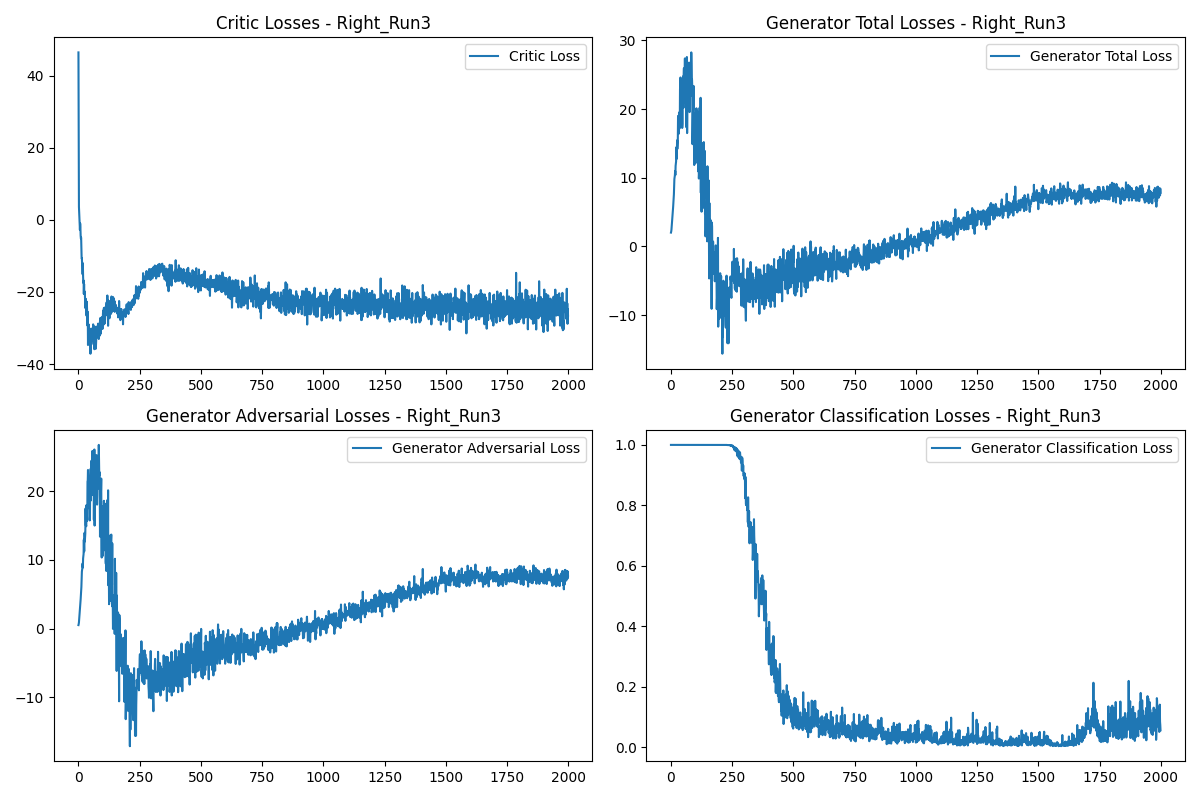 Critic Losses - Right_Run3
Critic Loss
40
20
0
−20
−40
0 250 500 750 1000 1250 1500 1750 2000
Generator Total Losses - Right_Run3
Generator Total Loss
30
20
10
0
−10
0 250 500 750 1000 1250 1500 1750 2000
Generator Adversarial Losses - Right_Run3
Generator Adversarial Loss
20
10
0
−10
0 250 500 750 1000 1250 1500 1750 2000
Generator Classification Losses - Right_Run3
Generator Classification Loss
1.0
0.8
0.6
0.4
0.2
0.0
0 250 500 750 1000 1250 1500 1750 2000